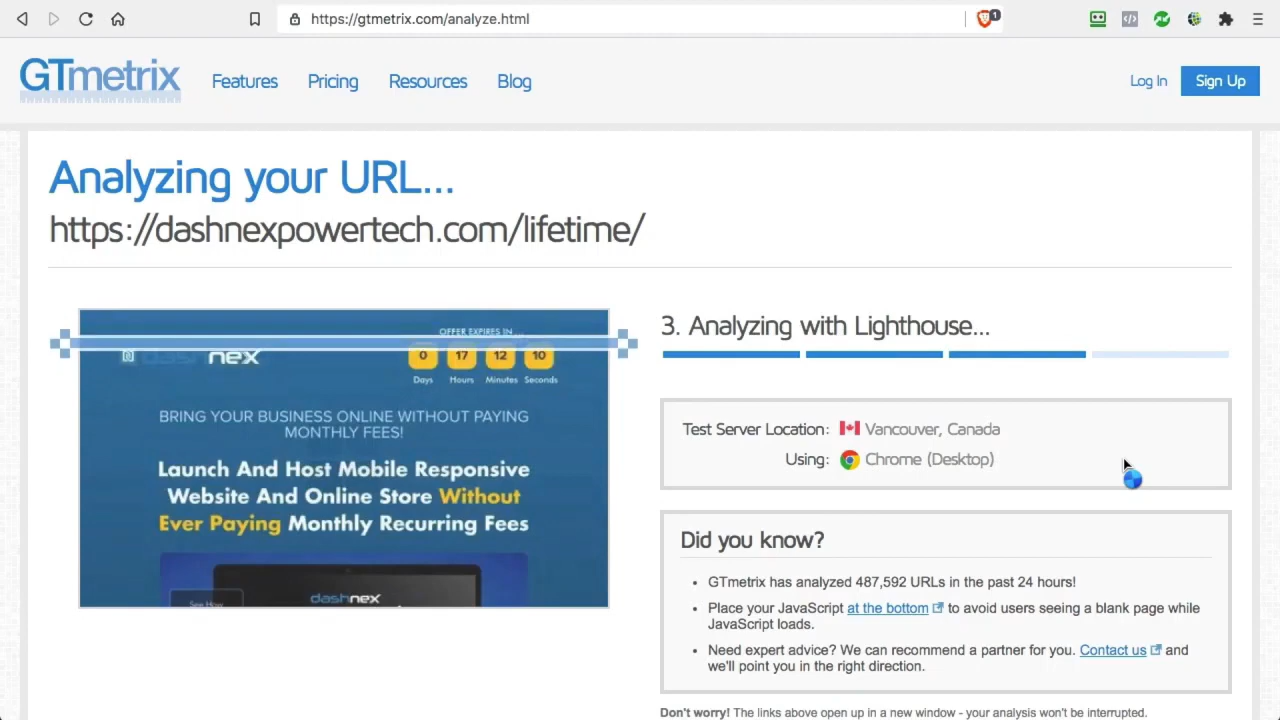 https://gtmetrix.com/analyze.html
1
GTmetrix
Features
Pricing
Resources
Blog
Log In
Sign Up
Analyzing your URL...
https://dashnexpowertech.com/lifetime/
OFFER EXPIRES IN...
dashnex
0
17
12
10
Days
Hours
Minutes
Seconds
BRING YOUR BUSINESS ONLINE WITHOUT PAYING
MONTHLY FEES!
Launch And Host Mobile Responsive
Website And Online Store Without
Ever Paying Monthly Recurring Fees
See How
dashnex
3. Analyzing with Lighthouse...
Test Server Location: Vancouver, Canada
Using: Chrome (Desktop)
Did you know?
• GTmetrix has analyzed 487,592 URLs in the past 24 hours!
• Place your JavaScript at the bottom to avoid users seeing a blank page while
JavaScript loads.
• Need expert advice? We can recommend a partner for you. Contact us and
we'll point you in the right direction.
Don't worry! The links above open up in a new window - your analysis won't be interrupted.